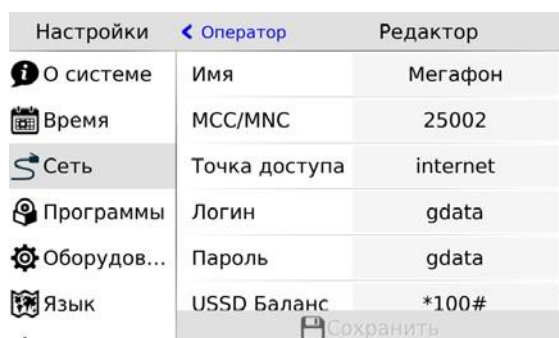 Настройки
Оператор
Редактор
О системе
Время
Сеть
Программы
Оборудов...
Язык
Имя
Мегафон
MCC/MNC
25002
Точка доступа
internet
Логин
gdata
Пароль
gdata
USSD Баланс
*100#
Сохранить